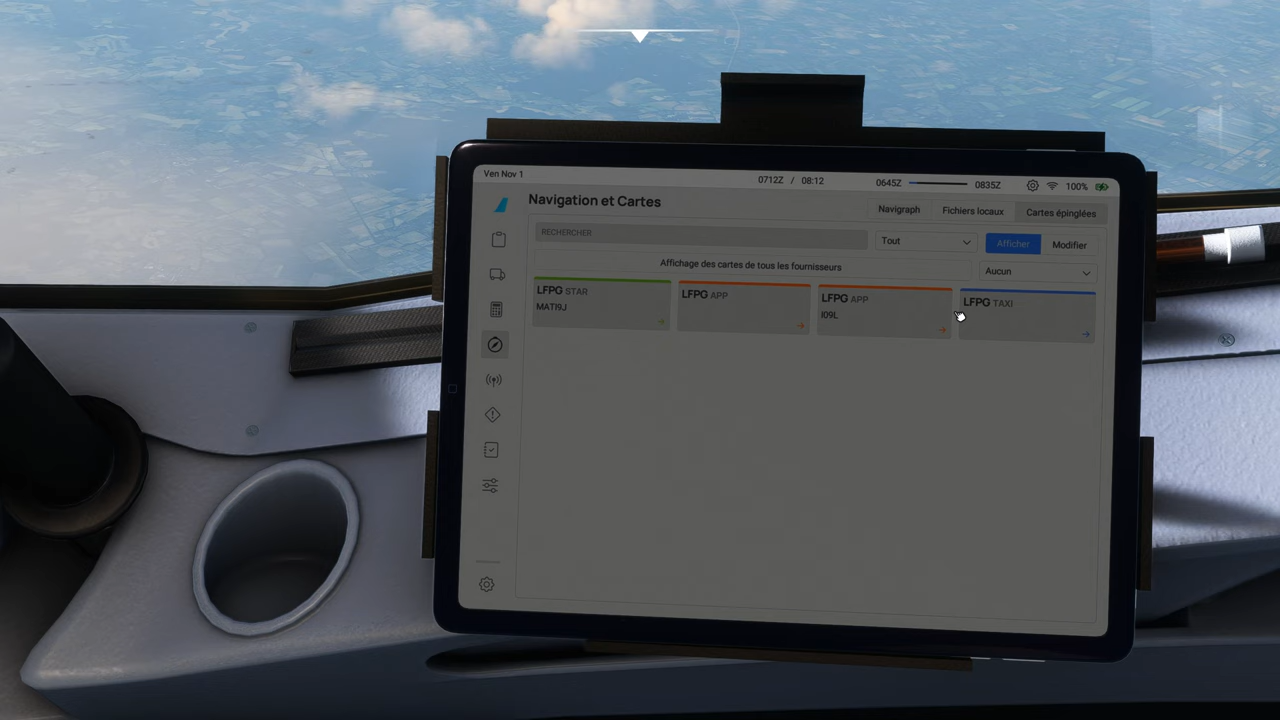 Ven Nov 1
0712Z / 08:12
0645Z
0835Z
100%
Navigation et Cartes
Navigraph
Fichiers locaux
Cartes épinglées
RECHERCHER
Tout
Afficher
Modifier
Affichage des cartes de tous les fournisseurs
Aucun
LFPG STAR
MATI9J
LFPG APP
LFPG APP
I09L
LFPG TAXI